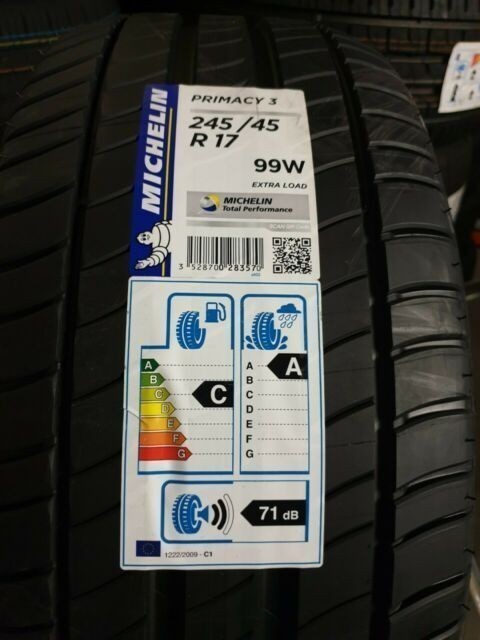 MICHELIN
PRIMACY 3
245 / 45
R 17
99W
EXTRA LOAD
MICHELIN
Total Performance
3 528700 283570
A
B
C
D
E
F
G
C
A
B
C
D
E
F
G
A
71 dB
1222/2009 - C1